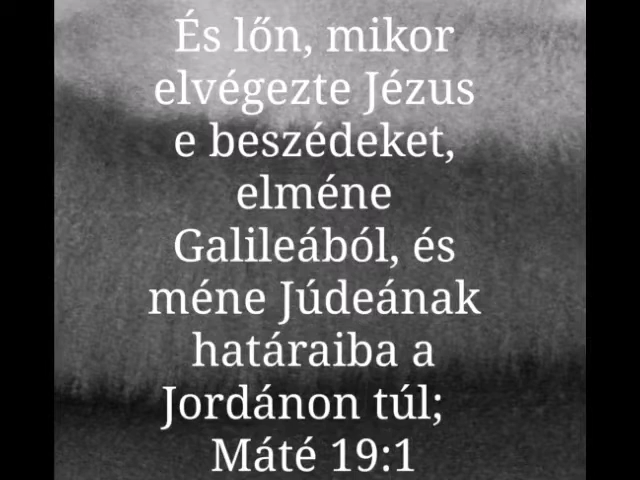 És lőn, mikor
elvégezte Jézus
e beszédeket,
elméne
Galileából, és
méne Júdeának
határaiba a
Jordánon túl;
Máté 19:1